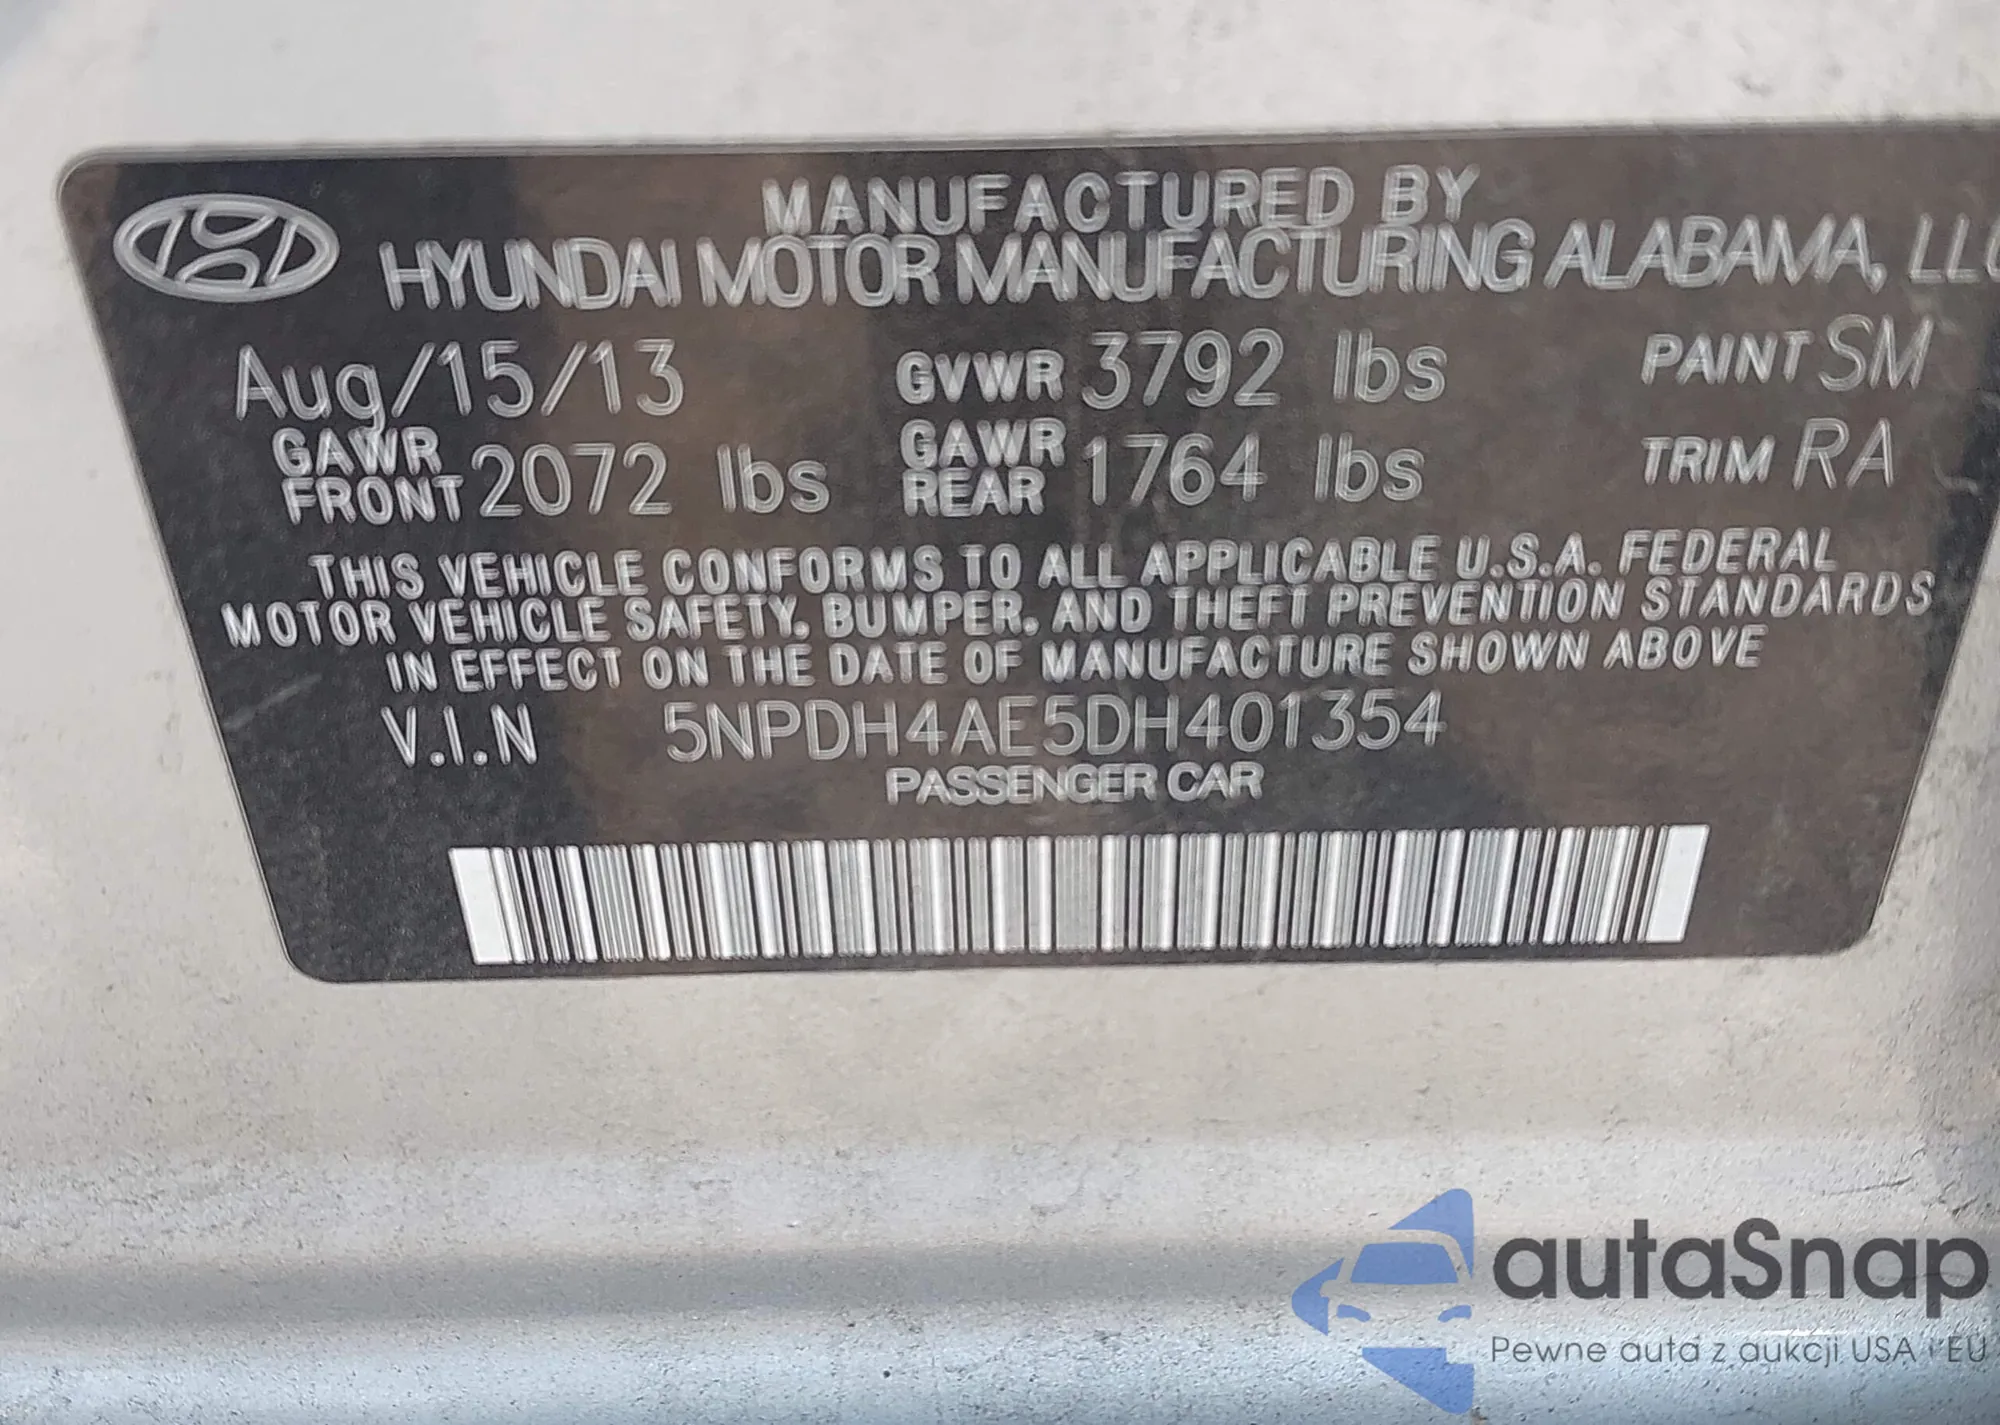 MANUFACTURED BY
HYUNDAI MOTOR MANUFACTURING ALABAMA, LLC
Aug/15/13 GVWR 3792 lbs PAINT SM
GAWR FRONT 2072 lbs GAWR REAR 1764 lbs TRIM RA
THIS VEHICLE CONFORMS TO ALL APPLICABLE U.S.A. FEDERAL
MOTOR VEHICLE SAFETY, BUMPER, AND THEFT PREVENTION STANDARDS
IN EFFECT ON THE DATE OF MANUFACTURE SHOWN ABOVE
V.I.N 5NPDH4AE5DH401354
PASSENGER CAR
autaSnap
Pewne auta z aukcji USA i EU